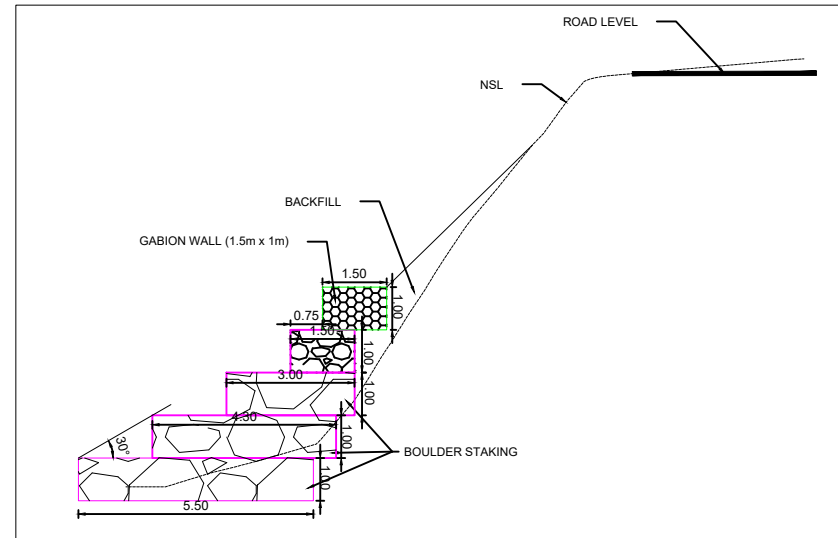 ROAD LEVEL
NSL
BACKFILL
GABION WALL (1.5m x 1m)
1.50
1.00
0.75
1.50
1.00
3.00
1.00
4.30
1.00
30°
BOULDER STAKING
1.00
5.50